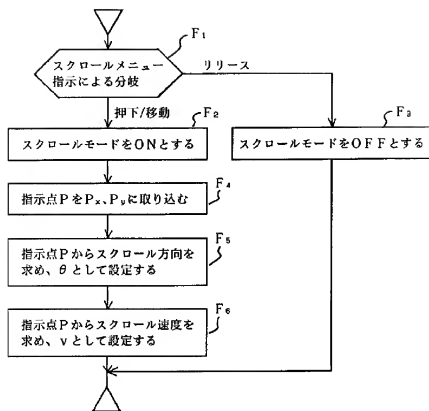 F₁
スクロールメニュー
指示による分岐
リリース
押下/移動
F₂
スクロールモードをONとする
F₃
スクロールモードをOFFとする
F₄
指示点PをPx、Pyに取り込む
F₅
指示点Pからスクロール方向を
求め、θとして設定する
F₆
指示点Pからスクロール速度を
求め、vとして設定する